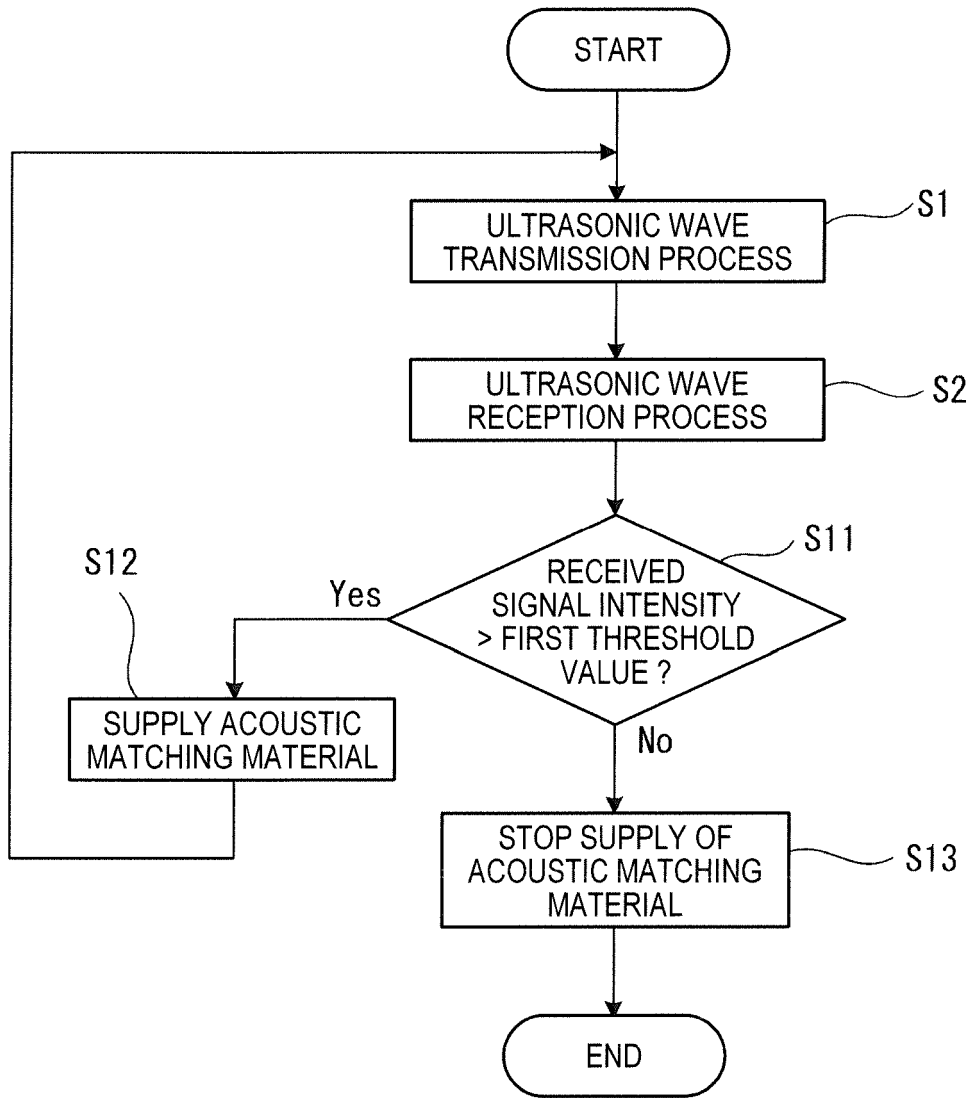 START
S1
ULTRASONIC WAVE
TRANSMISSION PROCESS
ULTRASONIC WAVE
RECEPTION PROCESS
S2
S11
RECEIVED
SIGNAL INTENSITY
> FIRST THRESHOLD
VALUE ?
Yes
S12
SUPPLY ACOUSTIC
MATCHING MATERIAL
No
STOP SUPPLY OF
ACOUSTIC MATCHING
MATERIAL
S13
END